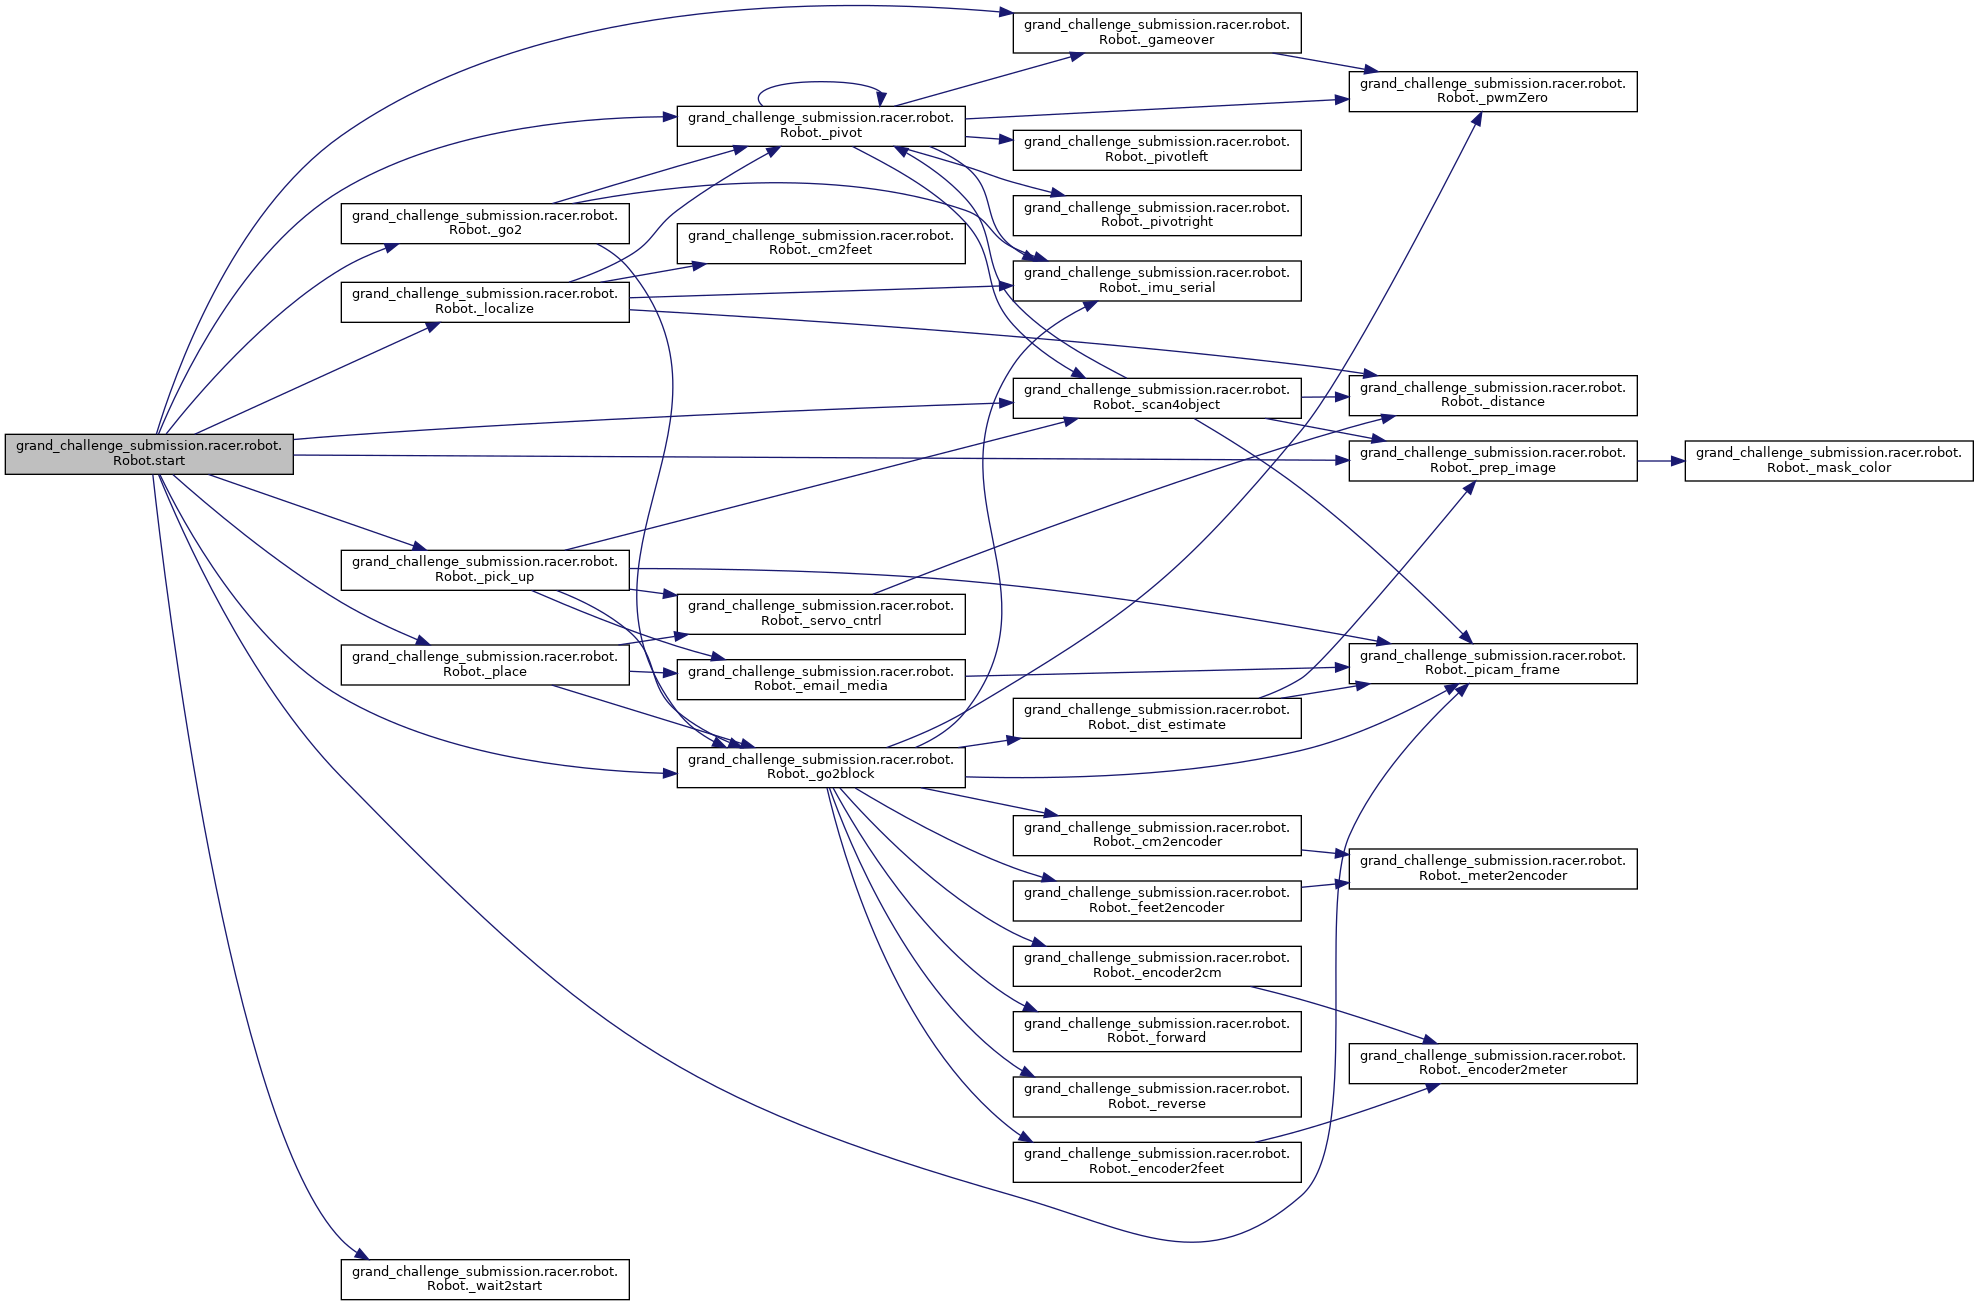 grand_challenge_submission.racer.robot.
Robot.start
grand_challenge_submission.racer.robot.
Robot._go2
grand_challenge_submission.racer.robot.
Robot._localize
grand_challenge_submission.racer.robot.
Robot._pick_up
grand_challenge_submission.racer.robot.
Robot._place
grand_challenge_submission.racer.robot.
Robot._wait2start
grand_challenge_submission.racer.robot.
Robot._pivot
grand_challenge_submission.racer.robot.
Robot._cm2feet
grand_challenge_submission.racer.robot.
Robot._servo_cntrl
grand_challenge_submission.racer.robot.
Robot._email_media
grand_challenge_submission.racer.robot.
Robot._go2block
grand_challenge_submission.racer.robot.
Robot._gameover
grand_challenge_submission.racer.robot.
Robot._pivotleft
grand_challenge_submission.racer.robot.
Robot._pivotright
grand_challenge_submission.racer.robot.
Robot._imu_serial
grand_challenge_submission.racer.robot.
Robot._scan4object
grand_challenge_submission.racer.robot.
Robot._dist_estimate
grand_challenge_submission.racer.robot.
Robot._cm2encoder
grand_challenge_submission.racer.robot.
Robot._feet2encoder
grand_challenge_submission.racer.robot.
Robot._encoder2cm
grand_challenge_submission.racer.robot.
Robot._forward
grand_challenge_submission.racer.robot.
Robot._reverse
grand_challenge_submission.racer.robot.
Robot._encoder2feet
grand_challenge_submission.racer.robot.
Robot._pwmZero
grand_challenge_submission.racer.robot.
Robot._distance
grand_challenge_submission.racer.robot.
Robot._prep_image
grand_challenge_submission.racer.robot.
Robot._picam_frame
grand_challenge_submission.racer.robot.
Robot._meter2encoder
grand_challenge_submission.racer.robot.
Robot._encoder2meter
grand_challenge_submission.racer.robot.
Robot._mask_color